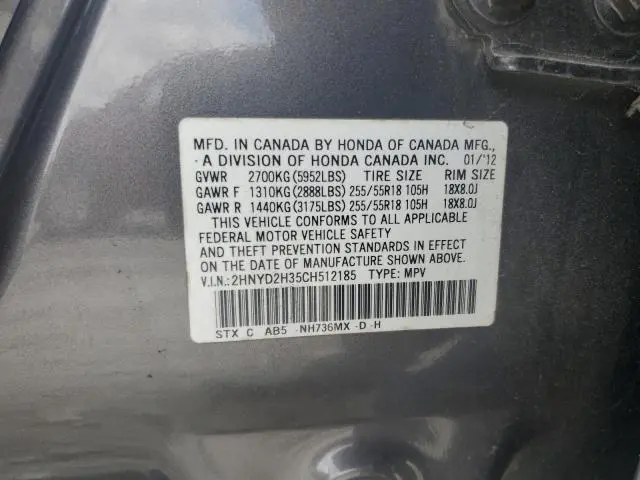 MFD. IN CANADA BY HONDA OF CANADA MFG.,
A DIVISION OF HONDA CANADA INC. 01/'12
GVWR 2700KG(5952LBS) TIRE SIZE RIM SIZE
GAWR F 1310KG(2888LBS) 255/55R18 105H 18X8.0J
GAWR R 1440KG(3175LBS) 255/55R18 105H 18X8.0J
THIS VEHICLE CONFORMS TO ALL APPLICABLE
FEDERAL MOTOR VEHICLE SAFETY
AND THEFT PREVENTION STANDARDS IN EFFECT
ON THE DATE OF MANUFACTURE SHOWN ABOVE.
V.I.N.:2HNYD2H35CH512185 TYPE: MPV
STX C AB5 -NH736MX -D -H